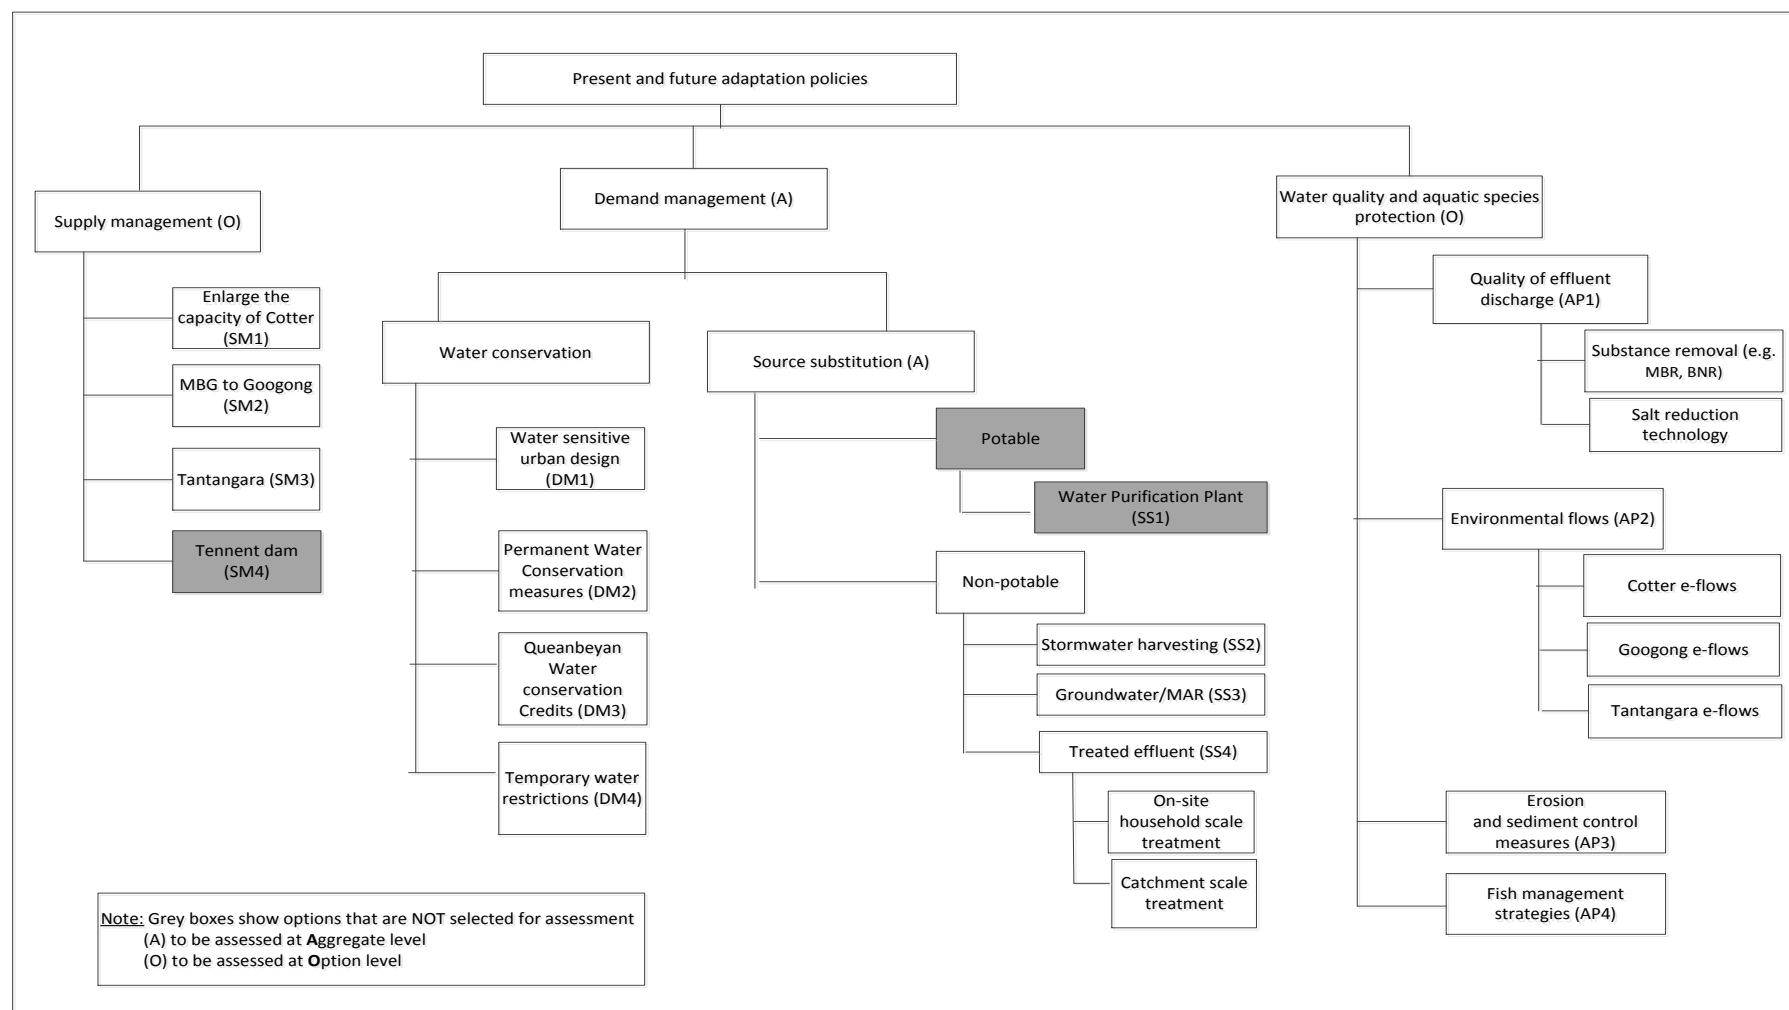 Present and future adaptation policies
Supply management (O)
Enlarge the
capacity of Cotter
(SM1)
MBG to Googong
(SM2)
Tantangara (SM3)
Tennent dam
(SM4)
Demand management (A)
Water conservation
Water sensitive
urban design
(DM1)
Permanent Water
Conservation
measures (DM2)
Queanbeyan
Water
conservation
Credits (DM3)
Temporary water
restrictions (DM4)
Source substitution (A)
Potable
Water Purification Plant
(SS1)
Non-potable
Stormwater harvesting (SS2)
Groundwater/MAR (SS3)
Treated effluent (SS4)
On-site
household scale
treatment
Catchment scale
treatment
Water quality and aquatic species
protection (O)
Quality of effluent
discharge (AP1)
Substance removal (e.g.
MBR, BNR)
Salt reduction
technology
Environmental flows (AP2)
Cotter e-flows
Googong e-flows
Tantangara e-flows
Erosion
and sediment control
measures (AP3)
Fish management
strategies (AP4)
Note: Grey boxes show options that are NOT selected for assessment
(A) to be assessed at Aggregate level
(O) to be assessed at Option level